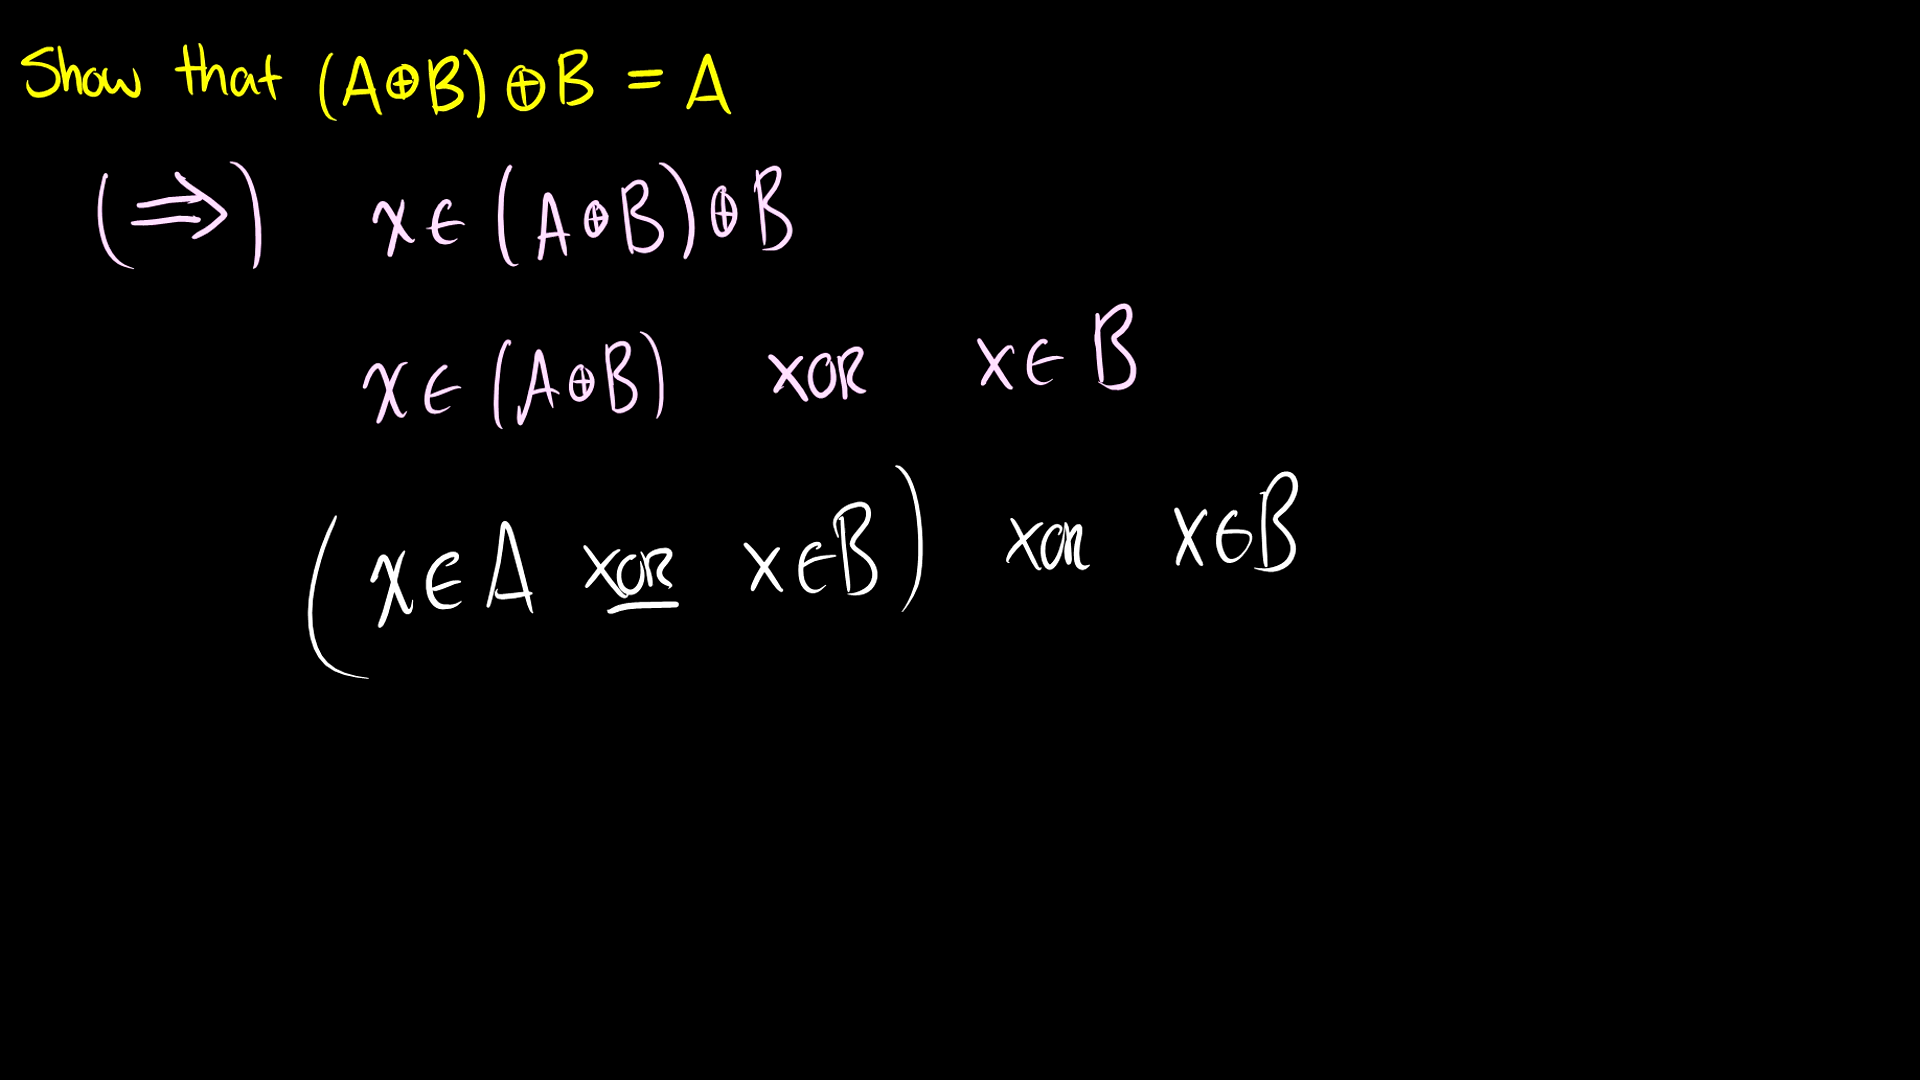 Show that (A⊕B)⊕B = A
(⇒) x∈(A⊕B)⊕B
x∈(A⊕B) XOR x∈B
(x∈A XOR x∈B) XOR x∈B